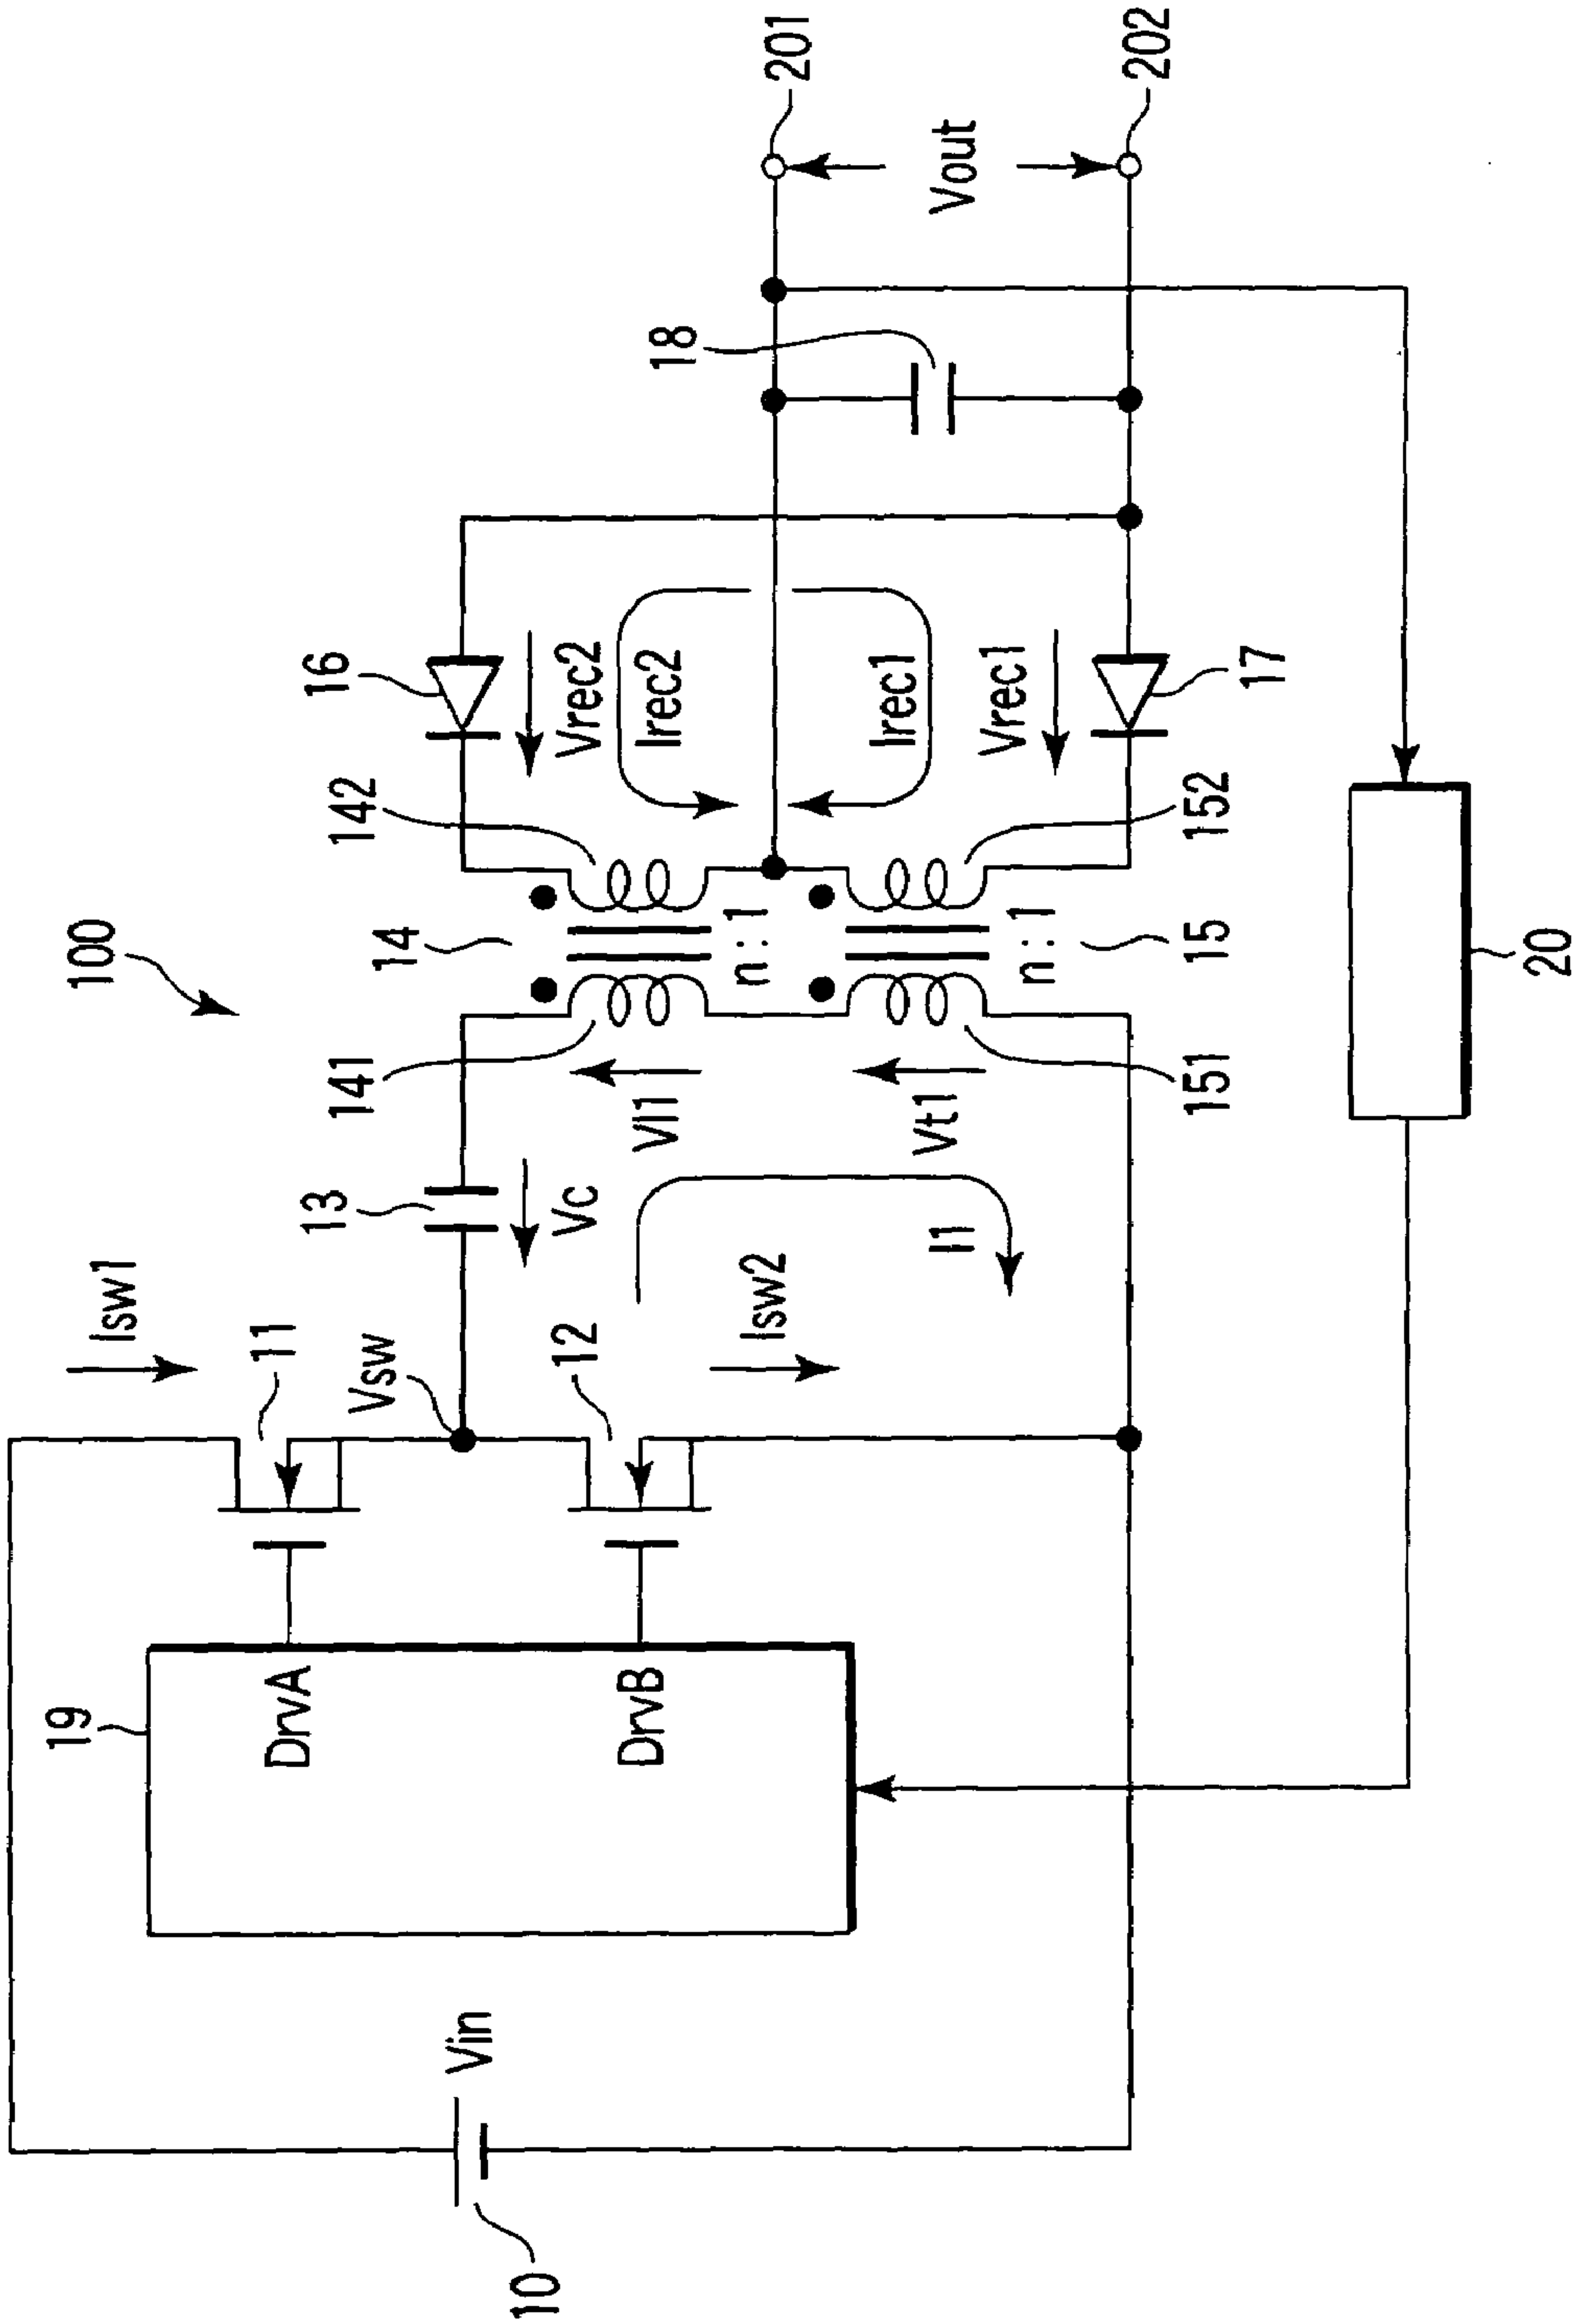 100
19
Isw1
201
202
11
DrvA
Vsw
13
141
14
142
16
10
Vin
DrvB
12
Vc
Vl1
n : 1
Vrec2
Irec2
18
Vout
Isw2
I1
Vt1
n : 1
Irec1
Vrec1
151
15
152
17
20